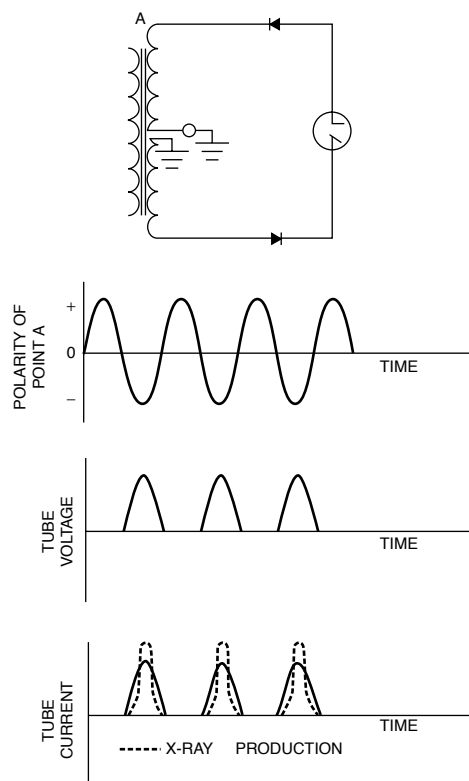 A
POLARITY OF
POINT A
+
0
−
TIME
TUBE
VOLTAGE
TIME
TUBE
CURRENT
TIME
X-RAY PRODUCTION